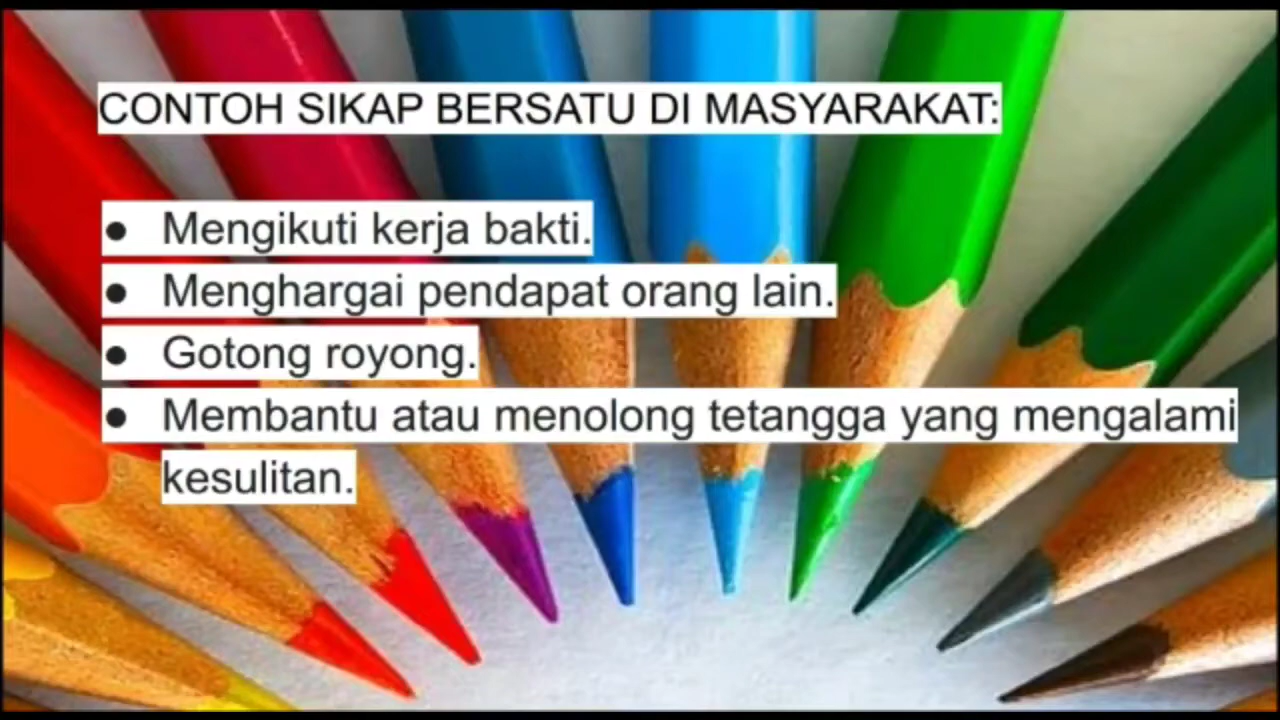 CONTOH SIKAP BERSATU DI MASYARAKAT:
● Mengikuti kerja bakti.
● Menghargai pendapat orang lain.
● Gotong royong.
● Membantu atau menolong tetangga yang mengalami
kesulitan.